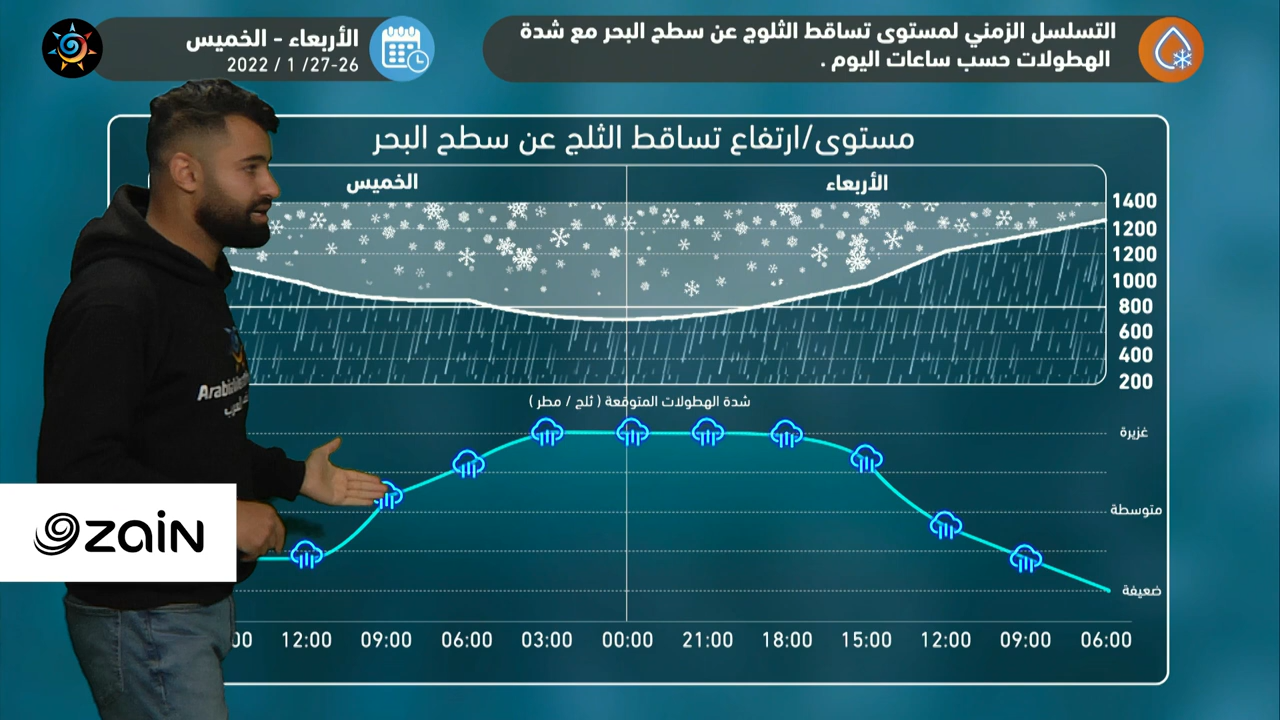 التسلسل الزمني لمستوى تساقط الثلوج عن سطح البحر مع شدة
الهطولات حسب ساعات اليوم .
الأربعاء - الخميس
2022 / 1 /27-26
مستوى/ارتفاع تساقط الثلج عن سطح البحر
الأربعاء
الخميس
1400
1200
1200
1000
800
600
400
200
شدة الهطولات المتوقعة ( ثلج / مطر )
غزيرة
متوسطة
ضعيفة
06:00
09:00
12:00
15:00
18:00
21:00
00:00
03:00
06:00
09:00
12:00
zain